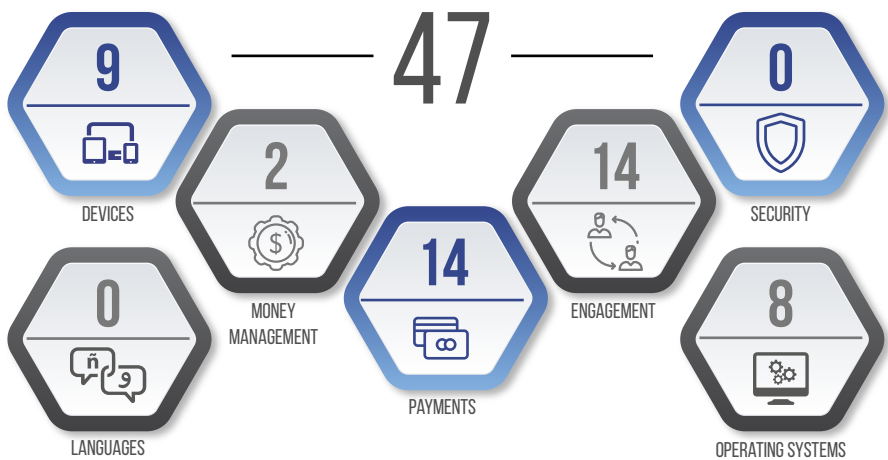 47
9
DEVICES
2
MONEY
MANAGEMENT
14
PAYMENTS
14
ENGAGEMENT
0
SECURITY
0
ñ
و
LANGUAGES
8
OPERATING SYSTEMS
$